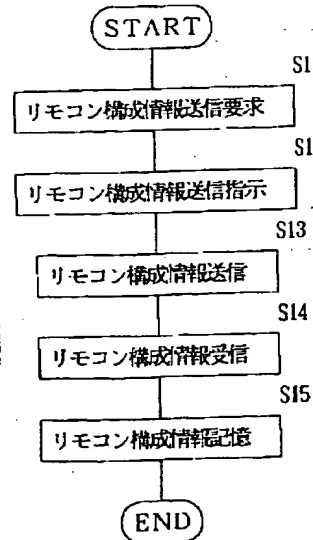 START
S1
リモコン構成情報送信要求
S1
リモコン構成情報送信指示
S13
リモコン構成情報送信
S14
リモコン構成情報受信
S15
リモコン構成情報記憶
END